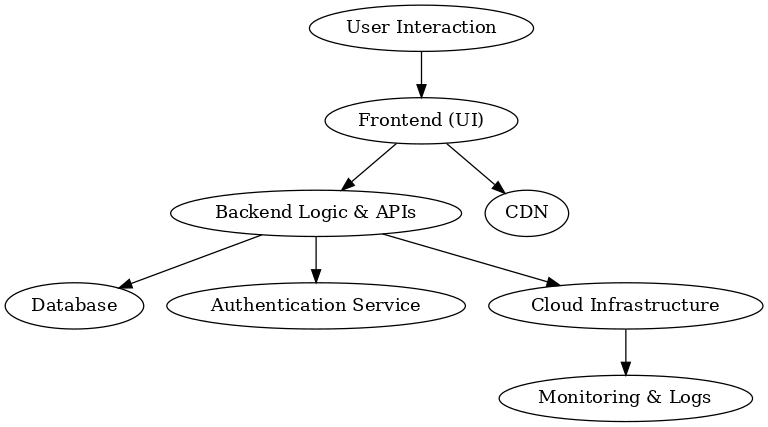 User Interaction
Frontend (UI)
Backend Logic & APIs
CDN
Database
Authentication Service
Cloud Infrastructure
Monitoring & Logs